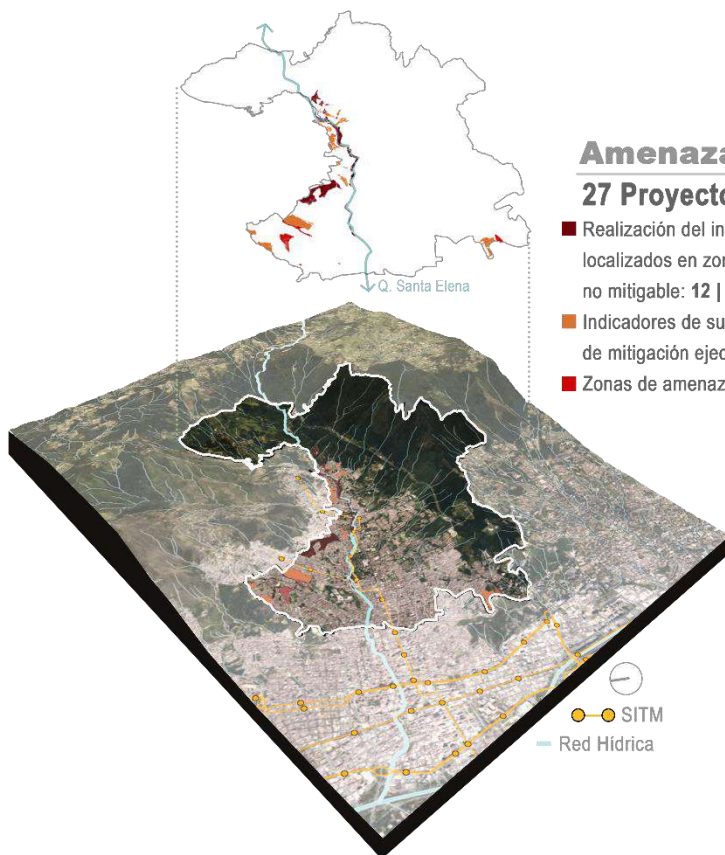 Amenaza
27 Proyecto
Realización del in
localizados en zon
no mitigable: 12 |
Indicadores de su
de mitigación ejec
Zonas de amenaz
Q. Santa Elena
SITM
Red Hídrica